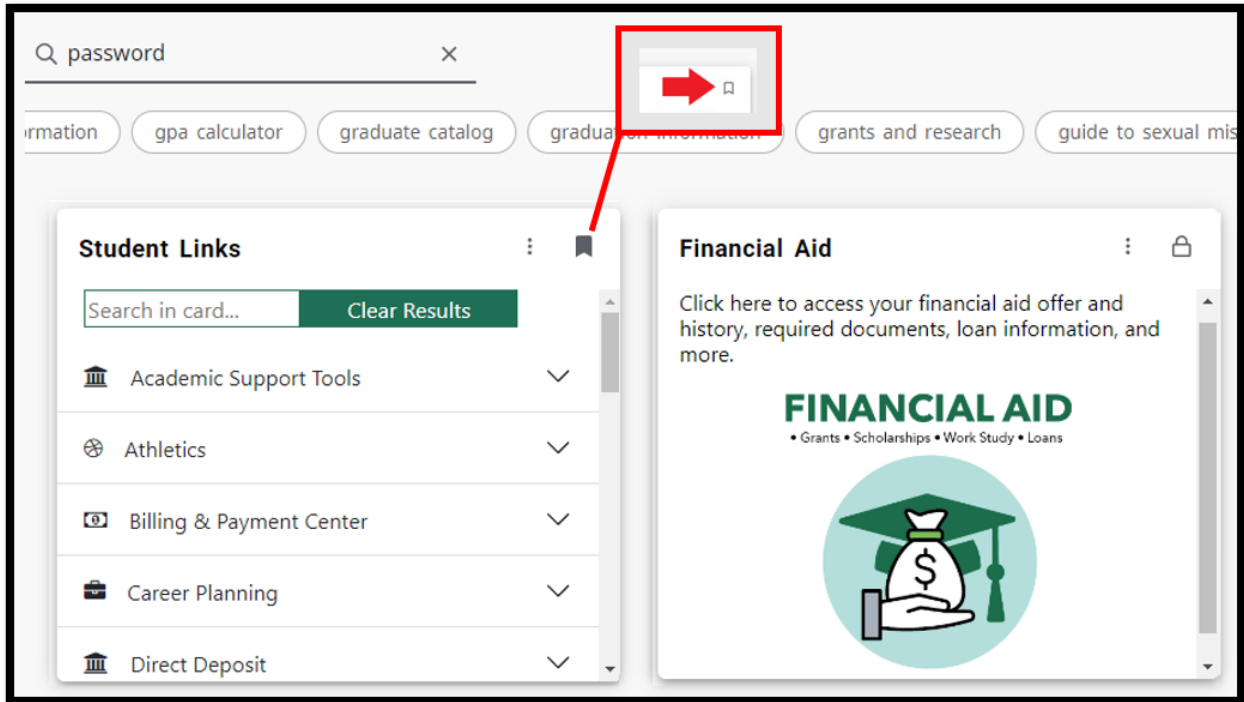 password
rmation
gpa calculator
graduate catalog
graduation information
grants and research
guide to sexual mis
Student Links
Search in card...
Clear Results
Academic Support Tools
Athletics
Billing & Payment Center
Career Planning
Direct Deposit
Financial Aid
Click here to access your financial aid offer and
history, required documents, loan information, and
more.
FINANCIAL AID
• Grants • Scholarships • Work Study • Loans
$